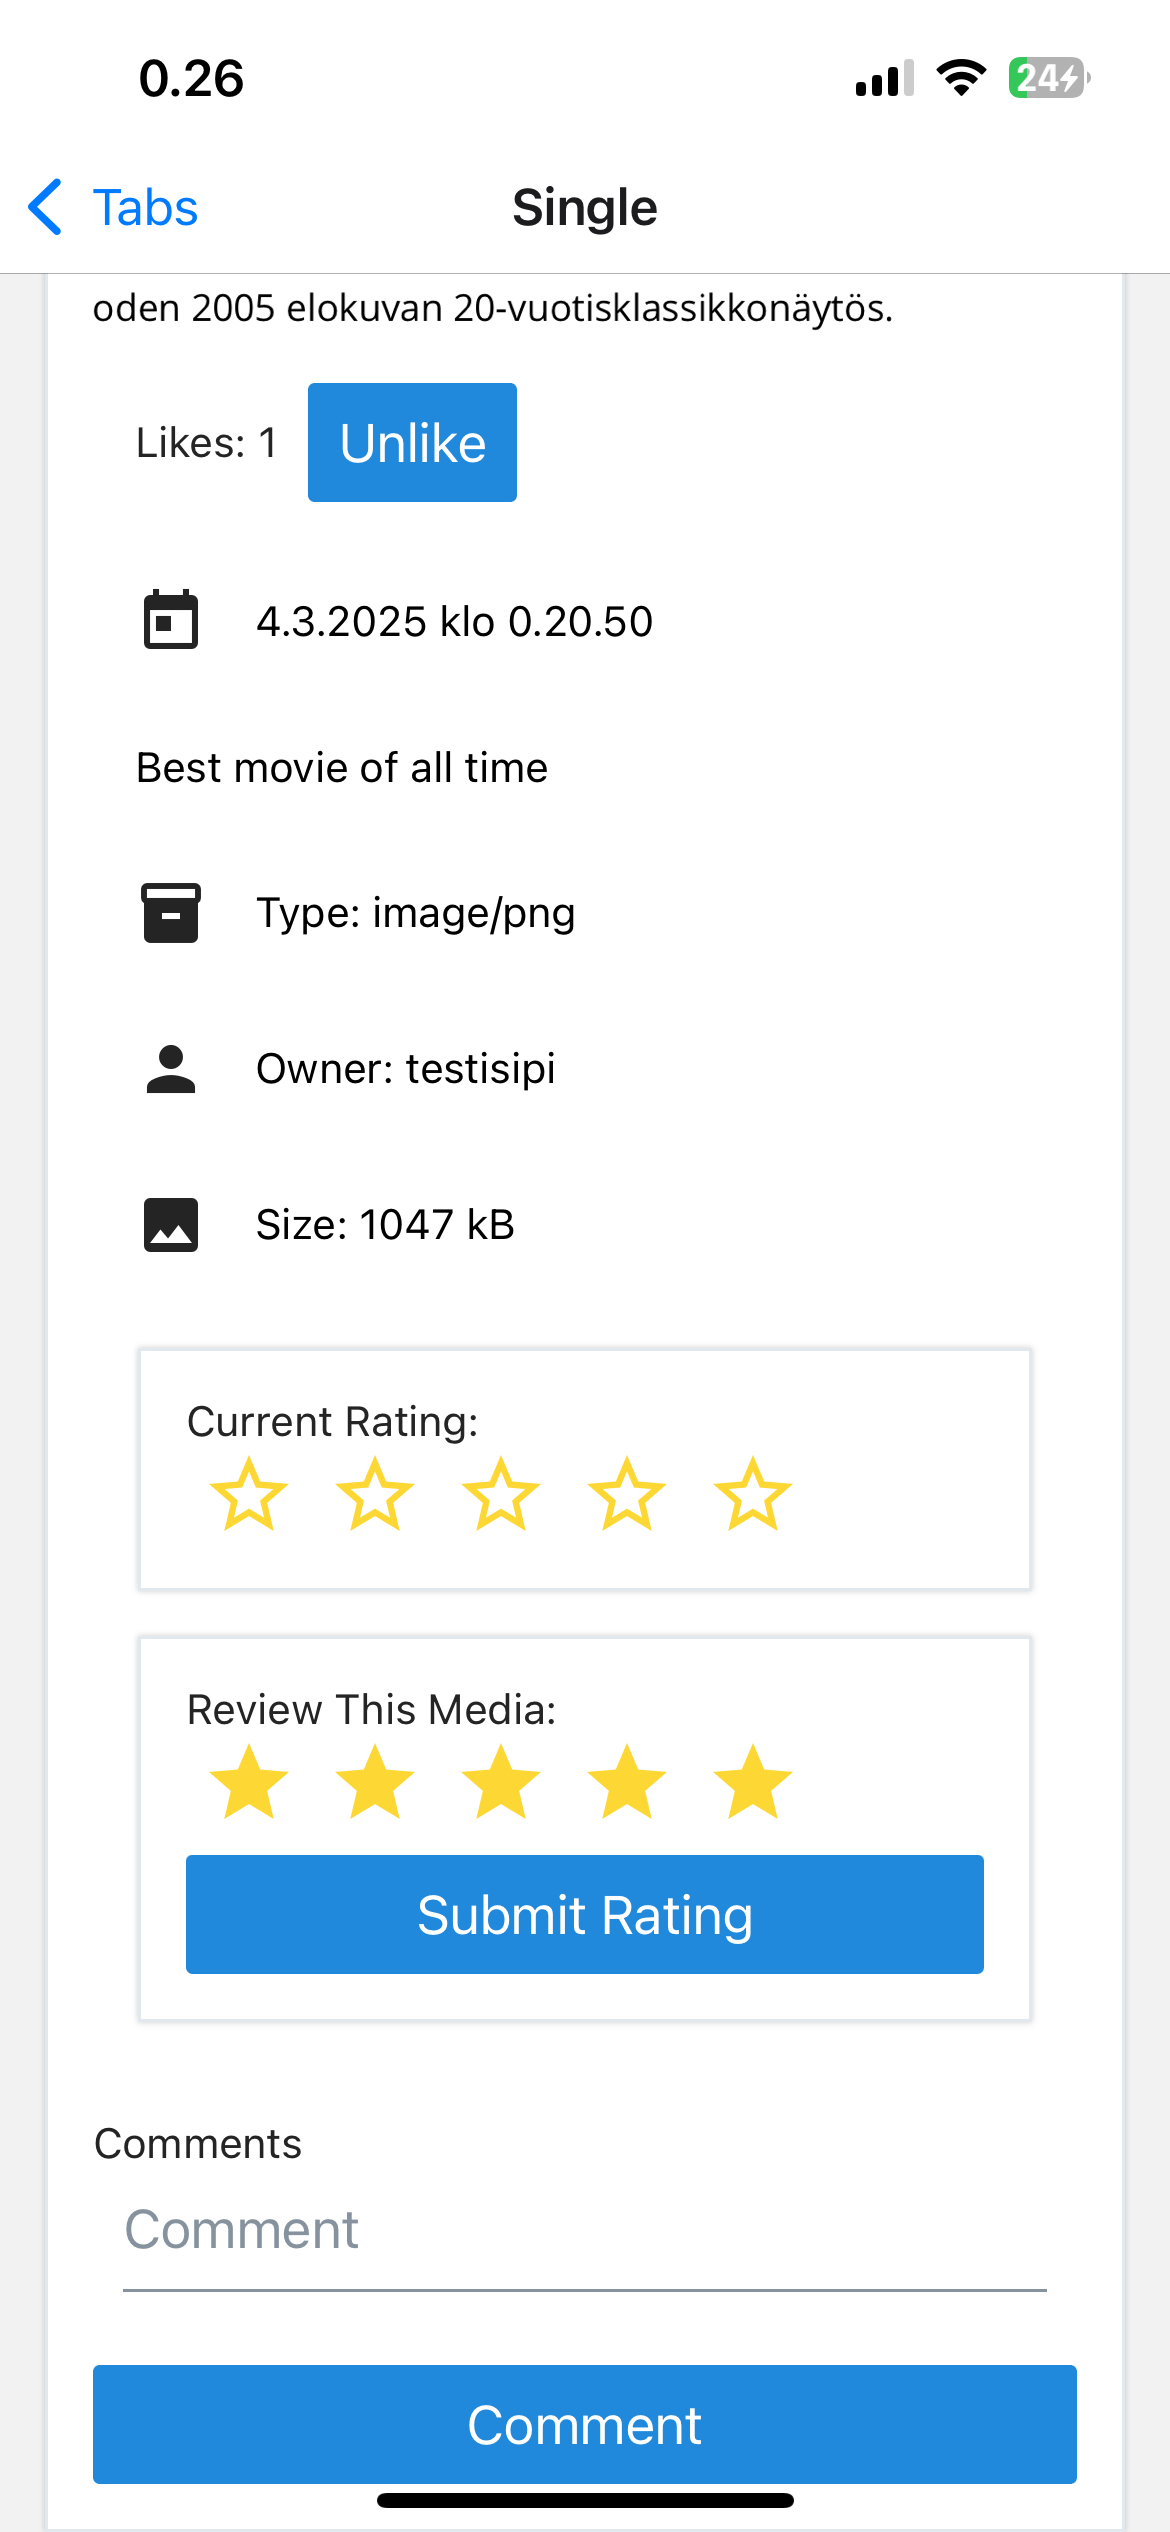 0.26
24
Tabs
Single
oden 2005 elokuvan 20-vuotisklassikkonäytös.
Likes: 1
Unlike
4.3.2025 klo 0.20.50
Best movie of all time
Type: image/png
Owner: testisipi
Size: 1047 kB
Current Rating:
Review This Media:
Submit Rating
Comments
Comment
Comment